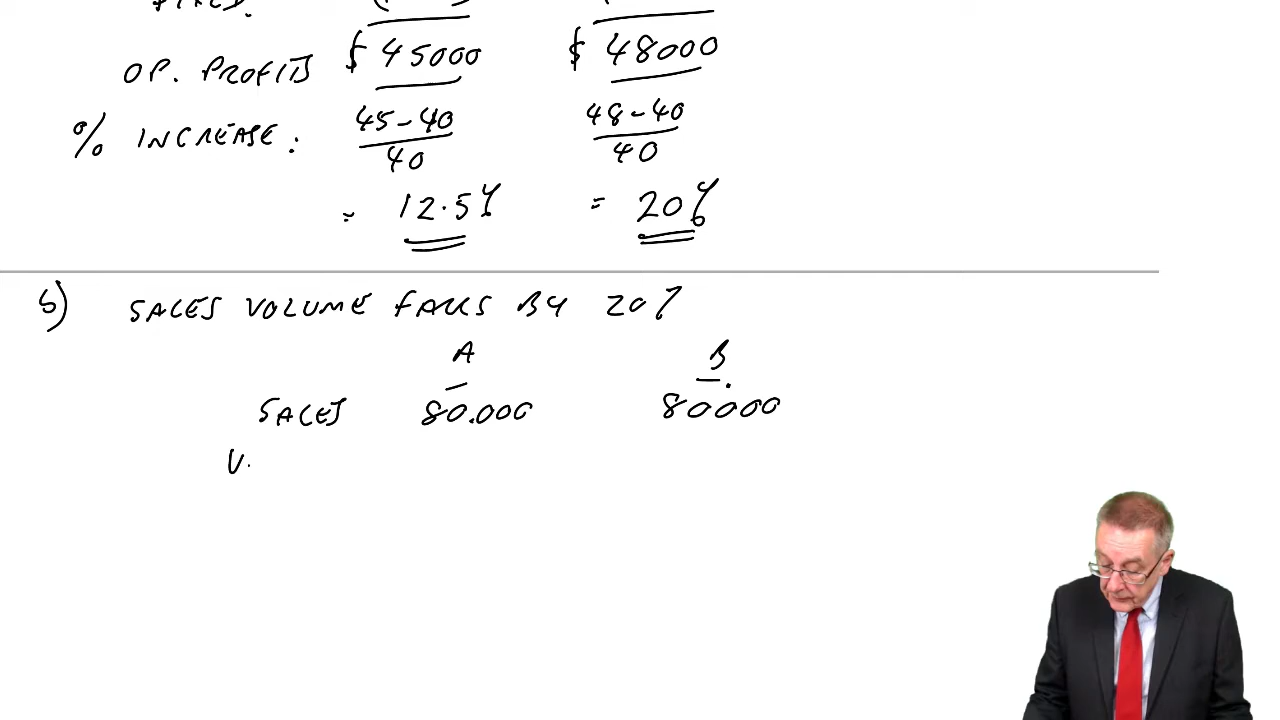 OP. PROFITS $ 45000 $ 48000
% INCREASE: 45-40 48-40
40 40
= 12.5% = 20%
b) SALES VOLUME FALLS BY 20%
A B
SALES 80.000 80000
V.